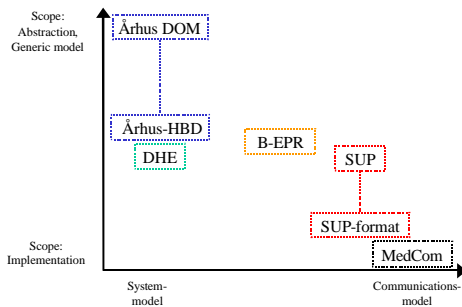 Scope:
Abstraction,
Generic model
Århus DOM
Århus-HBD
DHE
B-EPR
SUP
SUP-format
MedCom
Scope:
Implementation
System-
model
Communications-
model